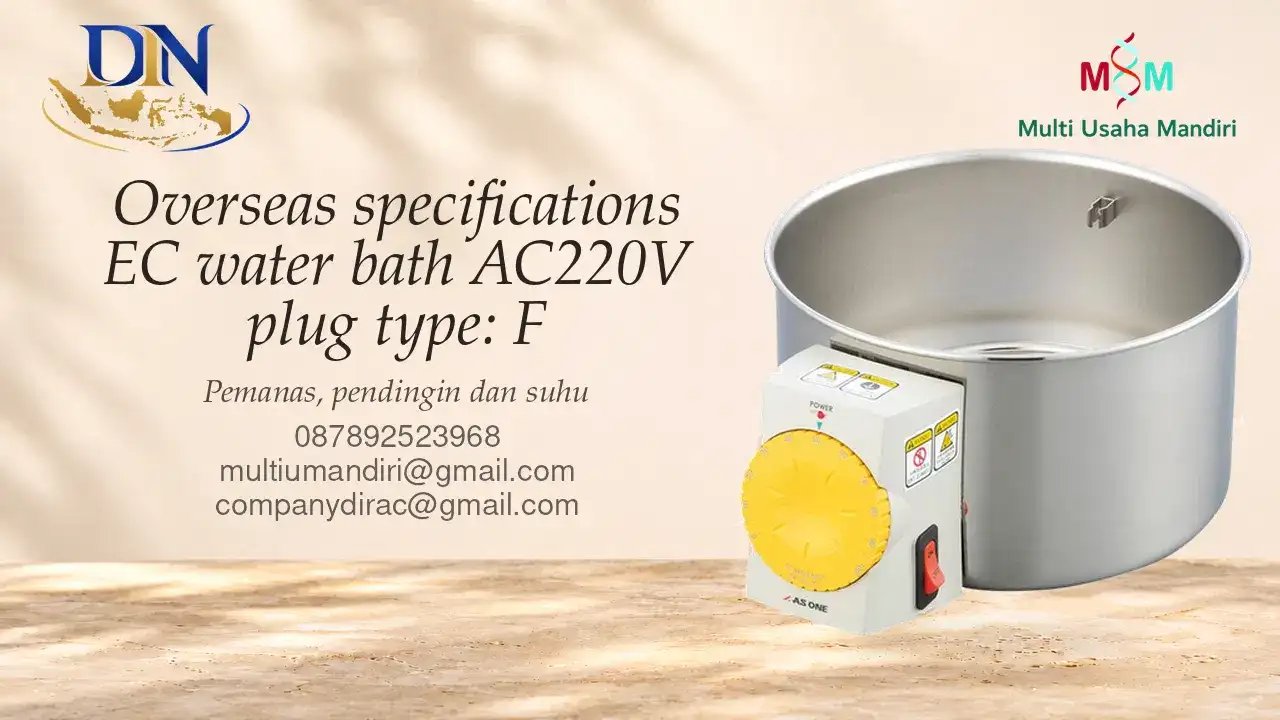 DIN
MSM
Multi Usaha Mandiri
Overseas specifications
EC water bath AC220V
plug type: F
Pemanas, pendingin dan suhu
087892523968
multiumandiri@gmail.com
companydirac@gmail.com
POWER
AS ONE